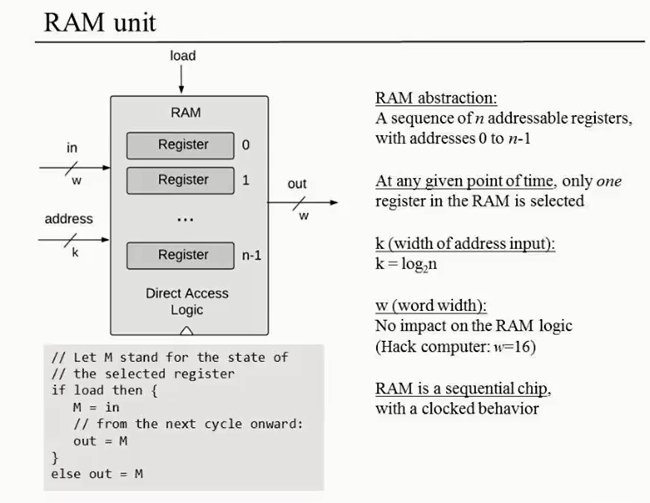 RAM unit
load
RAM
in
w
address
k
Register 0
Register 1
...
Register n-1
Direct Access
Logic
out
w
// Let M stand for the state of
// the selected register
if load then {
M = in
// from the next cycle onward:
out = M
}
else out = M
RAM abstraction:
A sequence of n addressable registers,
with addresses 0 to n-1
At any given point of time, only one
register in the RAM is selected
k (width of address input):
k = log₂n
w (word width):
No impact on the RAM logic
(Hack computer: w=16)
RAM is a sequential chip,
with a clocked behavior